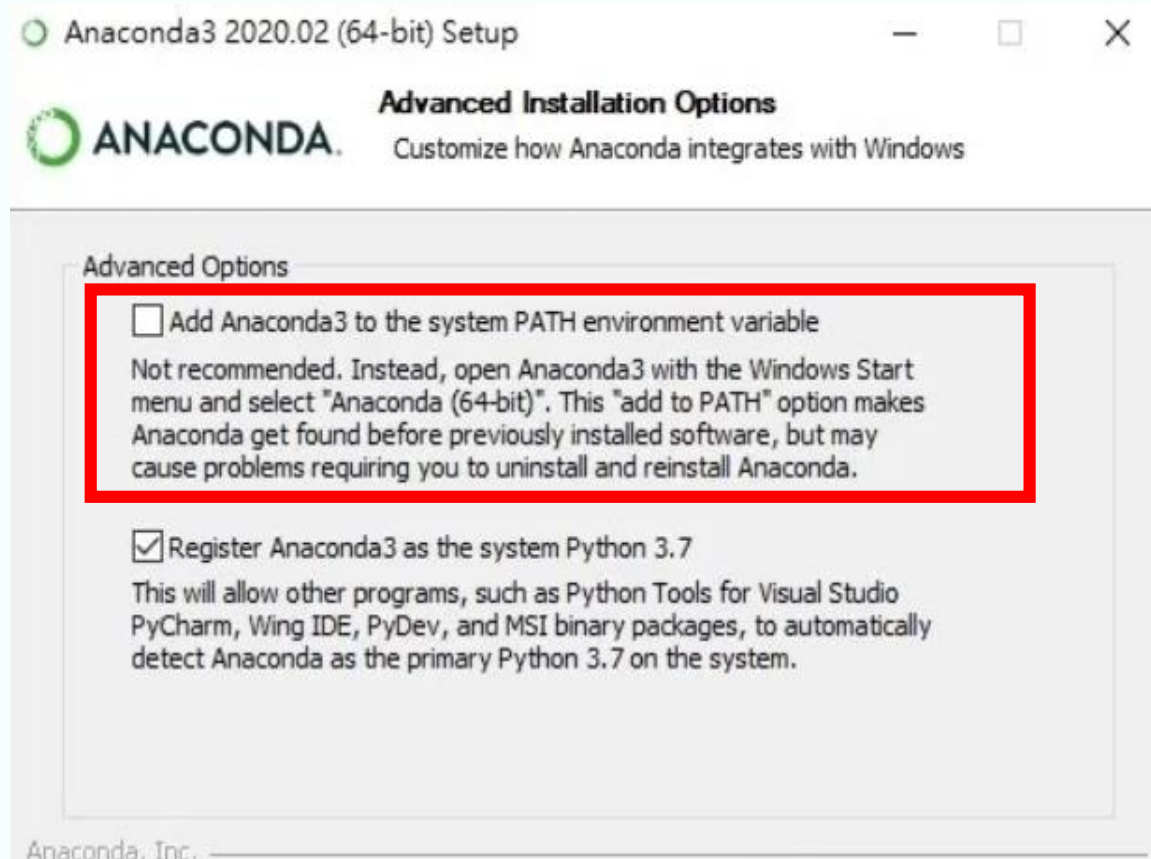 Anaconda3 2020.02 (64-bit) Setup
ANACONDA.
Advanced Installation Options
Customize how Anaconda integrates with Windows
Advanced Options
Add Anaconda3 to the system PATH environment variable
Not recommended. Instead, open Anaconda3 with the Windows Start
menu and select "Anaconda (64-bit)". This "add to PATH" option makes
Anaconda get found before previously installed software, but may
cause problems requiring you to uninstall and reinstall Anaconda.
Register Anaconda3 as the system Python 3.7
This will allow other programs, such as Python Tools for Visual Studio
PyCharm, Wing IDE, PyDev, and MSI binary packages, to automatically
detect Anaconda as the primary Python 3.7 on the system.
Anaconda, Inc.